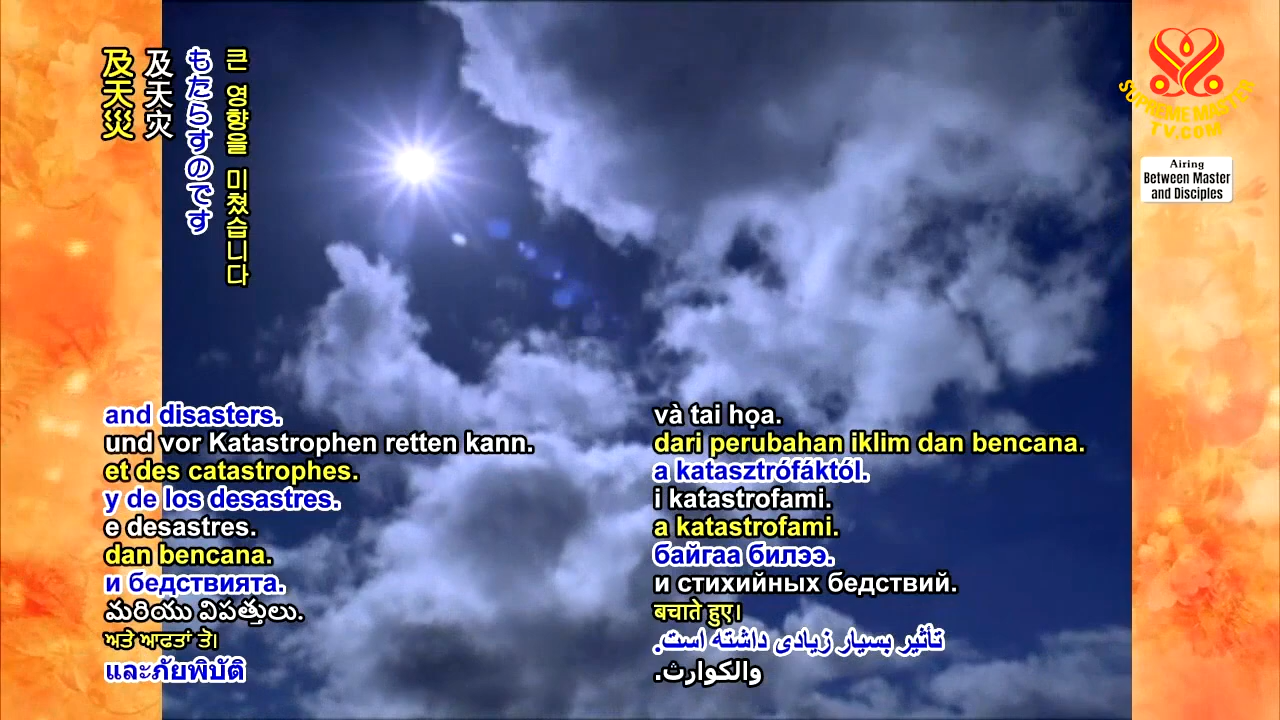 及天災
及天灾
もたらすのです
큰 영향을 미쳤습니다
SUPREME MASTER
TV.COM
Airing
Between Master
and Disciples
and disasters.
und vor Katastrophen retten kann.
et des catastrophes.
y de los desastres.
e desastres.
dan bencana.
и бедствията.
మరియు విపత్తులు.
ਅਤੇ ਆਫਤਾਂ ਤੋ।
และภัยพิบัติ
và tai họa.
dari perubahan iklim dan bencana.
a katasztrófáktól.
i katastrofami.
a katastrofami.
байгаа билээ.
и стихийных бедствий.
बचाते हुए।
تأثیر بسیار زیادی داشته است.
والكوارث.